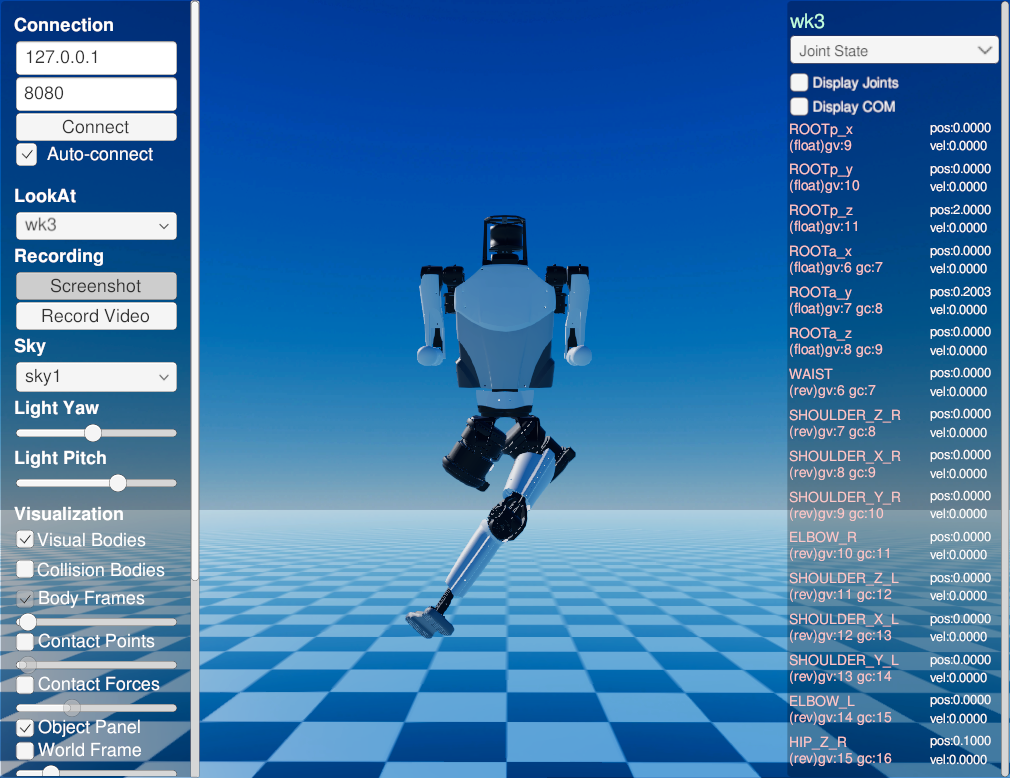 Connection
127.0.0.1
8080
Connect
Auto-connect
LookAt
wk3
Recording
Screenshot
Record Video
Sky
sky1
Light Yaw
Light Pitch
Visualization
Visual Bodies
Collision Bodies
Body Frames
Contact Points
Contact Forces
Object Panel
World Frame
wk3
Joint State
Display Joints
Display COM
ROOTp_x pos:0.0000
(float)gv:9 vel:0.0000
ROOTp_y pos:0.0000
(float)gv:10 vel:0.0000
ROOTp_z pos:2.0000
(float)gv:11 vel:0.0000
ROOTa_x pos:0.0000
(float)gv:6 gc:7 vel:0.0000
ROOTa_y pos:0.2003
(float)gv:7 gc:8 vel:0.0000
ROOTa_z pos:0.0000
(float)gv:8 gc:9 vel:0.0000
WAIST pos:0.0000
(rev)gv:6 gc:7 vel:0.0000
SHOULDER_Z_R pos:0.0000
(rev)gv:7 gc:8 vel:0.0000
SHOULDER_X_R pos:0.0000
(rev)gv:8 gc:9 vel:0.0000
SHOULDER_Y_R pos:0.0000
(rev)gv:9 gc:10 vel:0.0000
ELBOW_R pos:0.0000
(rev)gv:10 gc:11 vel:0.0000
SHOULDER_Z_L pos:0.0000
(rev)gv:11 gc:12 vel:0.0000
SHOULDER_X_L pos:0.0000
(rev)gv:12 gc:13 vel:0.0000
SHOULDER_Y_L pos:0.0000
(rev)gv:13 gc:14 vel:0.0000
ELBOW_L pos:0.0000
(rev)gv:14 gc:15 vel:0.0000
HIP_Z_R pos:0.1000
(rev)gv:15 gc:16 vel:0.0000